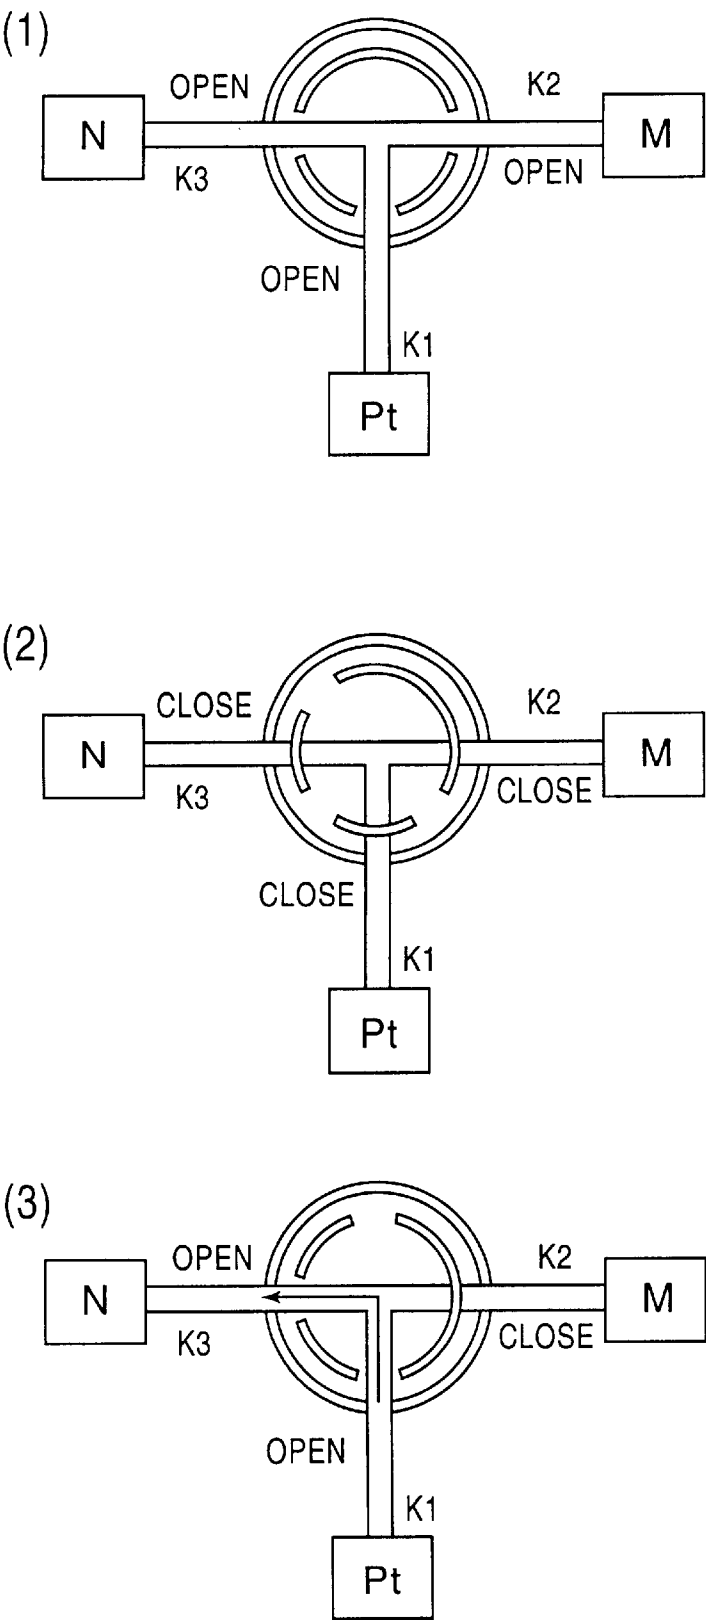 (1)
OPEN
K2
N
M
K3
OPEN
OPEN
K1
Pt
(2)
CLOSE
K2
N
M
K3
CLOSE
CLOSE
K1
Pt
(3)
OPEN
K2
N
M
K3
CLOSE
OPEN
K1
Pt